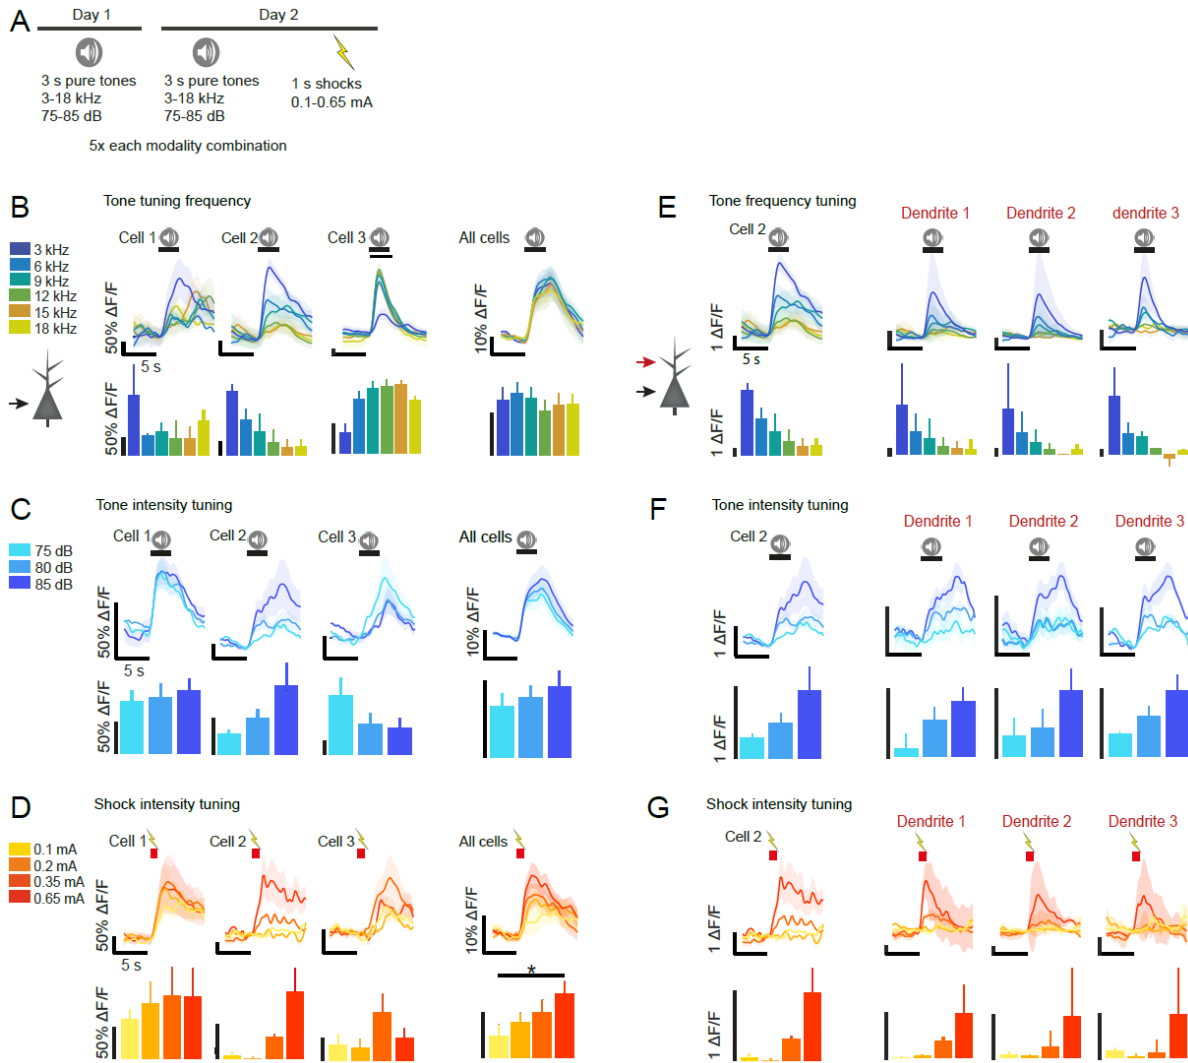 A
Day 1
Day 2
3 s pure tones
3-18 kHz
75-85 dB
3 s pure tones
3-18 kHz
75-85 dB
1 s shocks
0.1-0.65 mA
5x each modality combination
B
Tone tuning frequency
3 kHz
6 kHz
9 kHz
12 kHz
15 kHz
18 kHz
Cell 1
Cell 2
Cell 3
All cells
50% ΔF/F
10% ΔF/F
5 s
50% ΔF/F
C
Tone intensity tuning
75 dB
80 dB
85 dB
Cell 1
Cell 2
Cell 3
All cells
50% ΔF/F
10% ΔF/F
5 s
50% ΔF/F
D
Shock intensity tuning
0.1 mA
0.2 mA
0.35 mA
0.65 mA
Cell 1
Cell 2
Cell 3
All cells
50% ΔF/F
10% ΔF/F
5 s
*
50% ΔF/F
E
Tone frequency tuning
Cell 2
Dendrite 1
Dendrite 2
dendrite 3
1 ΔF/F
5 s
1 ΔF/F
F
Tone intensity tuning
Cell 2
Dendrite 1
Dendrite 2
Dendrite 3
1 ΔF/F
1 ΔF/F
G
Shock intensity tuning
Cell 2
Dendrite 1
Dendrite 2
Dendrite 3
1 ΔF/F
1 ΔF/F